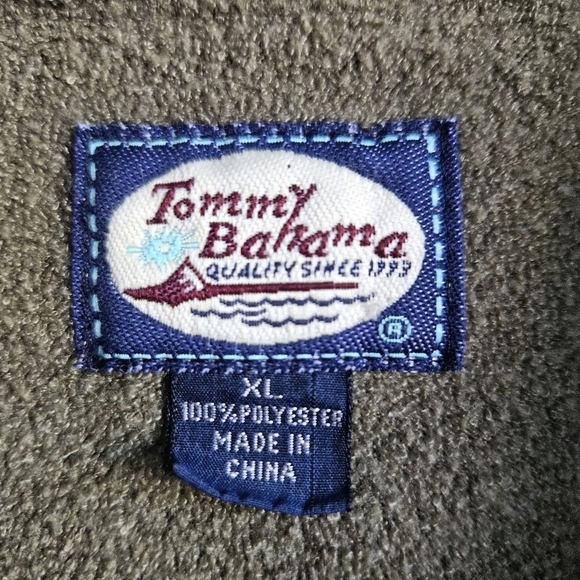 Tommy
Bahama
QUALITY SINCE 1993
®
XL
100% POLYESTER
MADE IN
CHINA